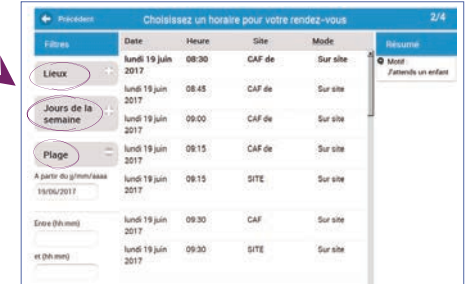 Précédent Choisissez un horaire pour votre rendez-vous 2/4
Filtres Date Heure Site Mode Résumé
Lieux + lundi 19 juin 2017 08:30 CAF de Sur site Motif : J'attends un enfant
lundi 19 juin 2017 08:45 CAF de Sur site
Jours de la semaine + lundi 19 juin 2017 09:00 CAF de Sur site
Plage lundi 19 juin 2017 09:15 CAF de Sur site
A partir du jj/mm/aaaa
19/06/2017 lundi 19 juin 2017 09:15 SITE Sur site
Entre (hh:mm) lundi 19 juin 2017 09:30 CAF Sur site
et (hh:mm) lundi 19 juin 2017 09:30 SITE Sur site